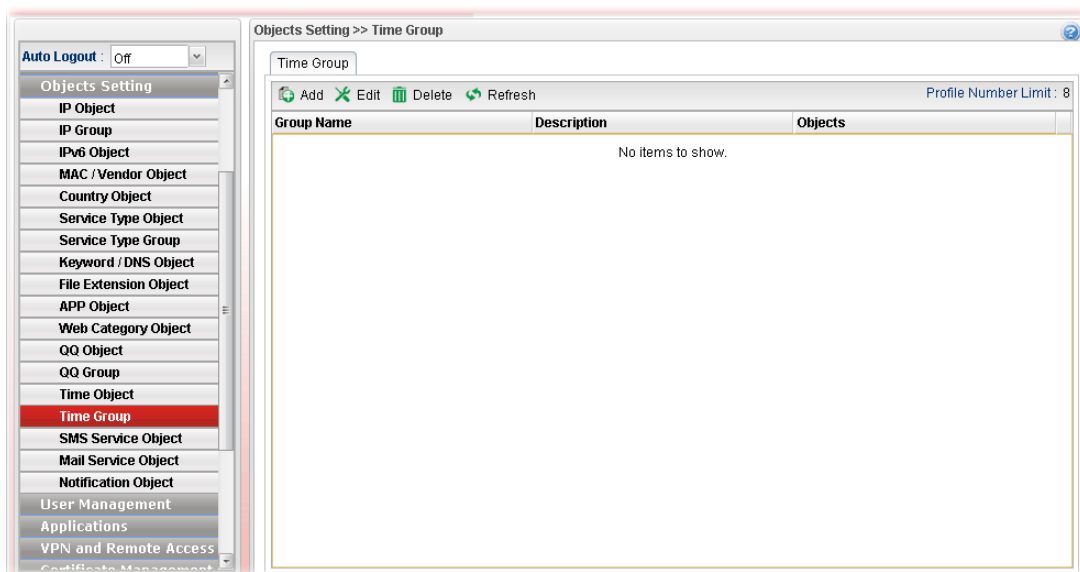 Objects Setting >> Time Group
Auto Logout : Off
Objects Setting
IP Object
IP Group
IPv6 Object
MAC / Vendor Object
Country Object
Service Type Object
Service Type Group
Keyword / DNS Object
File Extension Object
APP Object
Web Category Object
QQ Object
QQ Group
Time Object
Time Group
SMS Service Object
Mail Service Object
Notification Object
User Management
Applications
VPN and Remote Access
Certificate Management
Time Group
Add Edit Delete Refresh Profile Number Limit : 8
Group Name Description Objects
No items to show.